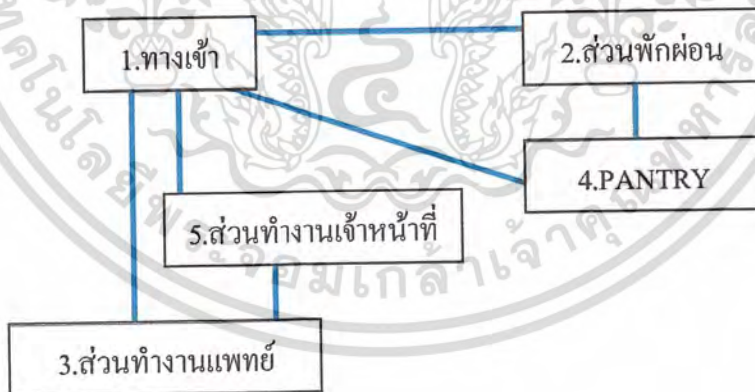 1.ทางเข้า
2.ส่วนพักผ่อน
4.PANTRY
5.ส่วนทำงานเจ้าหน้าที่
3.ส่วนทำงานแพทย์